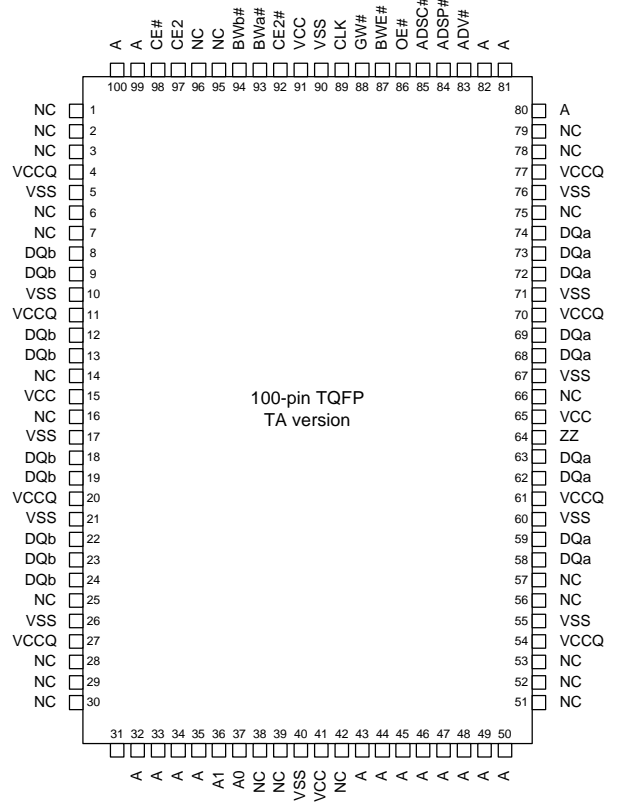 A A CE# CE2 NC NC BWb# BWa# CE2# VCC VSS CLK GW# BWE# OE# ADSC# ADSP# ADV# A A
100 99 98 97 96 95 94 93 92 91 90 89 88 87 86 85 84 83 82 81
NC 1 80 A
NC 2 79 NC
NC 3 78 NC
VCCQ 4 77 VCCQ
VSS 5 76 VSS
NC 6 75 NC
NC 7 74 DQa
DQb 8 73 DQa
DQb 9 72 DQa
VSS 10 71 VSS
VCCQ 11 70 VCCQ
DQb 12 69 DQa
DQb 13 68 DQa
NC 14 67 VSS
VCC 15 66 NC
NC 16 65 VCC
VSS 17 64 ZZ
DQb 18 63 DQa
DQb 19 62 DQa
VCCQ 20 61 VCCQ
VSS 21 60 VSS
DQb 22 59 DQa
DQb 23 58 DQa
DQb 24 57 NC
NC 25 56 NC
VSS 26 55 VSS
VCCQ 27 54 VCCQ
NC 28 53 NC
NC 29 52 NC
NC 30 51 NC
100-pin TQFP
TA version
31 32 33 34 35 36 37 38 39 40 41 42 43 44 45 46 47 48 49 50
A A A A A1 A0 NC NC VSS VCC NC A A A A A A A A